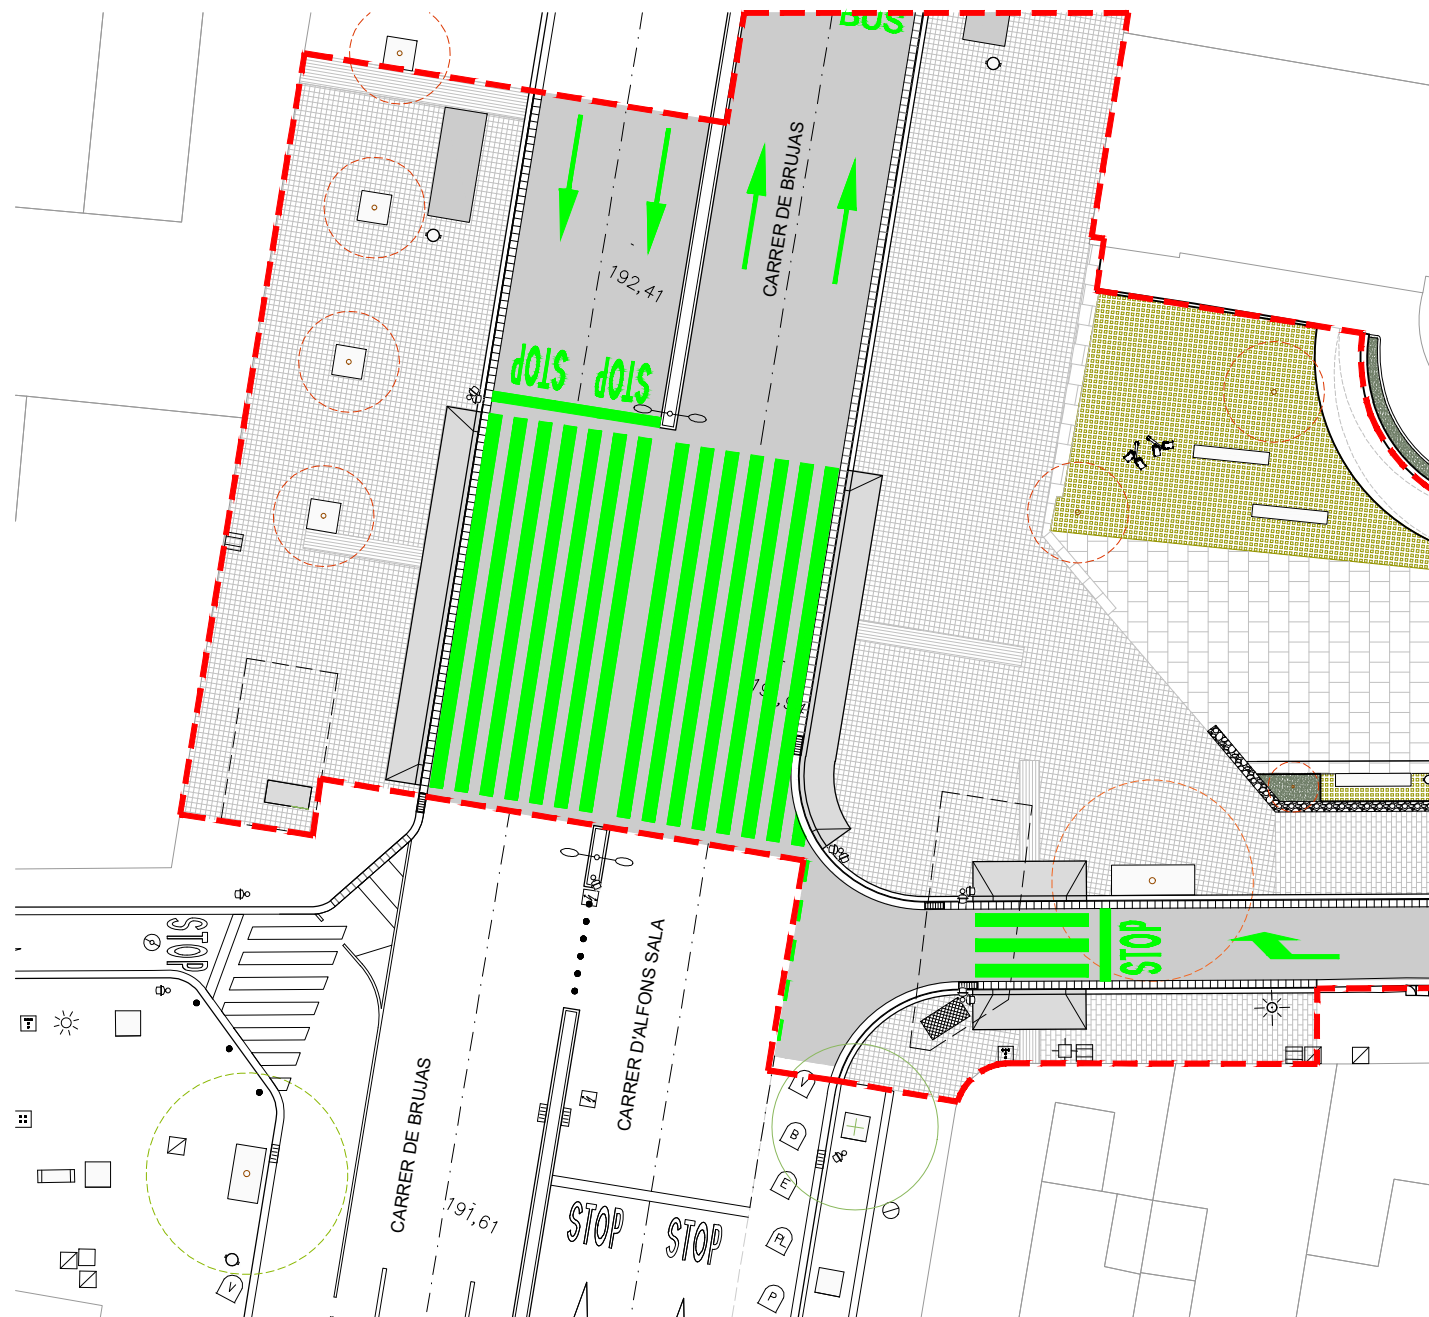 BUS
CARRER DE BRUJAS
192,41
STOP
STOP
STOP
STOP
CARRER D'ALFONS SALA
CARRER DE BRUJAS
191,61
STOP
STOP
V
B
E
PL
P
V